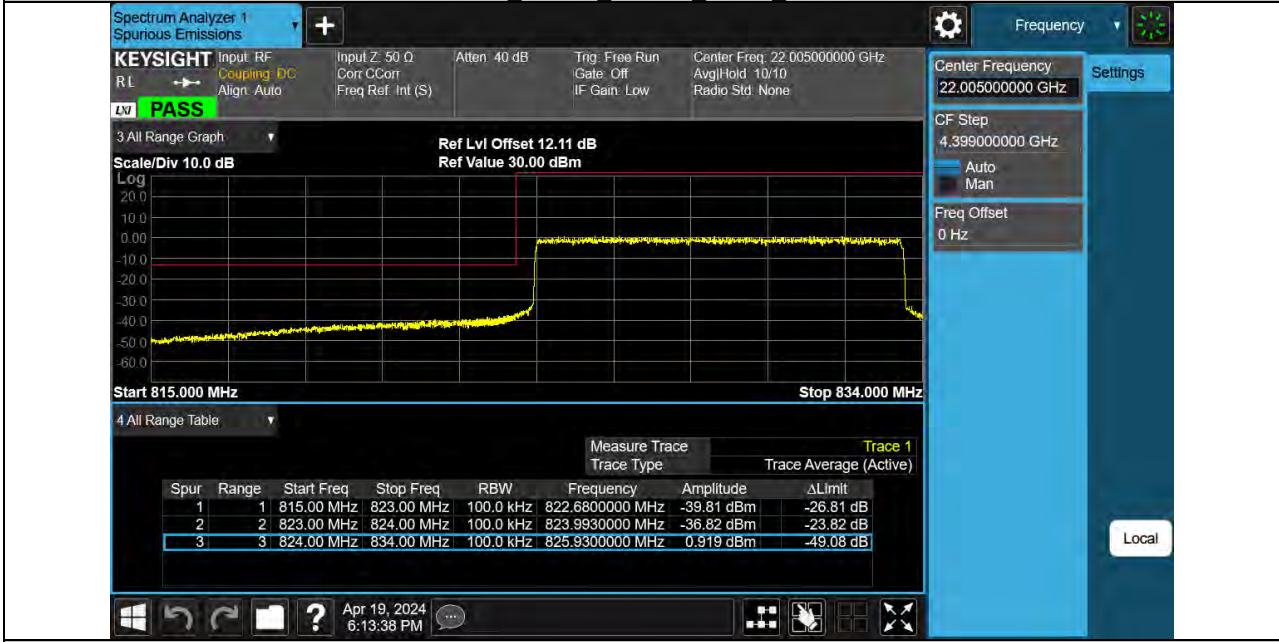 Spectrum Analyzer 1
Spurious Emissions
+
Frequency
KEYSIGHT
Input: RF
Input Z: 50 Ω
Atten: 40 dB
Trig: Free Run
Center Freq: 22.005000000 GHz
RL
Coupling: DC
Corr CCorr
Gate: Off
Avg|Hold: 10/10
Align: Auto
Freq Ref: Int (S)
IF Gain: Low
Radio Std: None
LXI
PASS
Center Frequency
22.005000000 GHz
Settings
CF Step
4.399000000 GHz
Auto
Man
Freq Offset
0 Hz
3 All Range Graph
Ref Lvl Offset 12.11 dB
Scale/Div 10.0 dB
Ref Value 30.00 dBm
Log
20.0
10.0
0.00
-10.0
-20.0
-30.0
-40.0
-50.0
-60.0
Start 815.000 MHz
Stop 834.000 MHz
4 All Range Table
Measure Trace Trace 1
Trace Type Trace Average (Active)
Spur Range Start Freq Stop Freq RBW Frequency Amplitude ΔLimit
1 1 815.00 MHz 823.00 MHz 100.0 kHz 822.6800000 MHz -39.81 dBm -26.81 dB
2 2 823.00 MHz 824.00 MHz 100.0 kHz 823.9930000 MHz -36.82 dBm -23.82 dB
3 3 824.00 MHz 834.00 MHz 100.0 kHz 825.9300000 MHz 0.919 dBm -49.08 dB
Local
?
Apr 19, 2024
6:13:38 PM